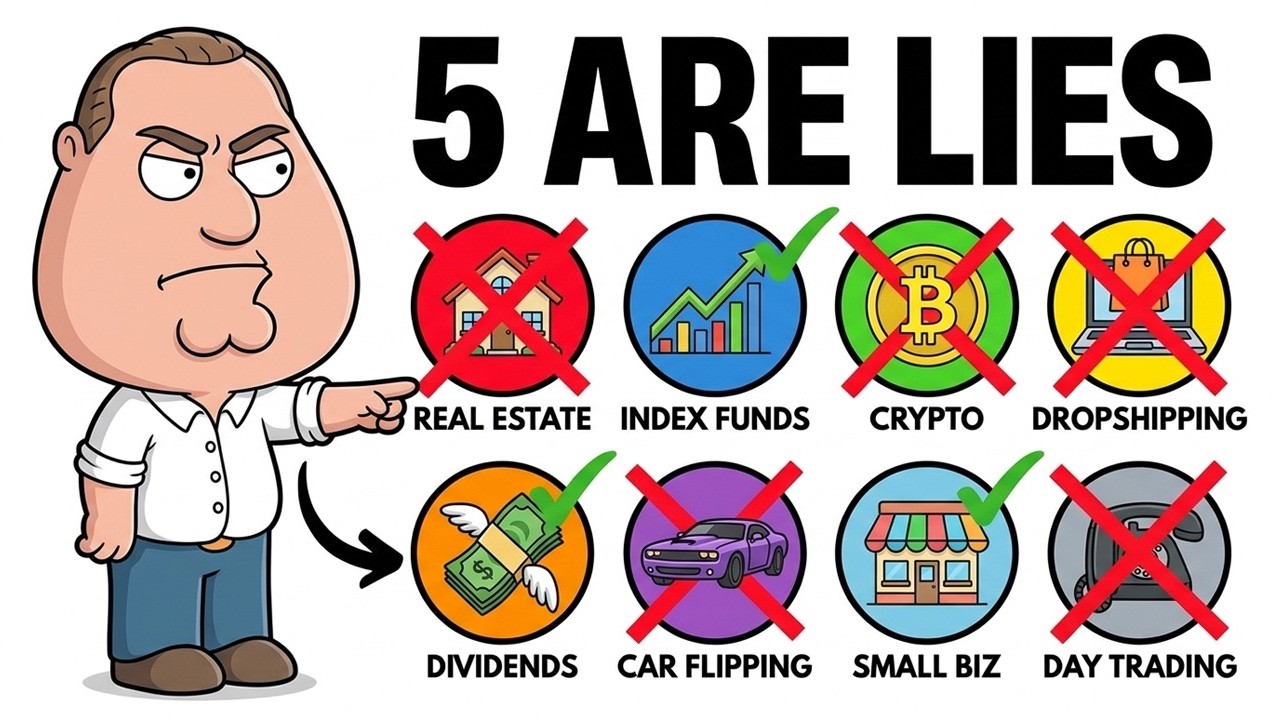 5 ARE LIES
REAL ESTATE
INDEX FUNDS
CRYPTO
DROPSHIPPING
DIVIDENDS
CAR FLIPPING
SMALL BIZ
DAY TRADING